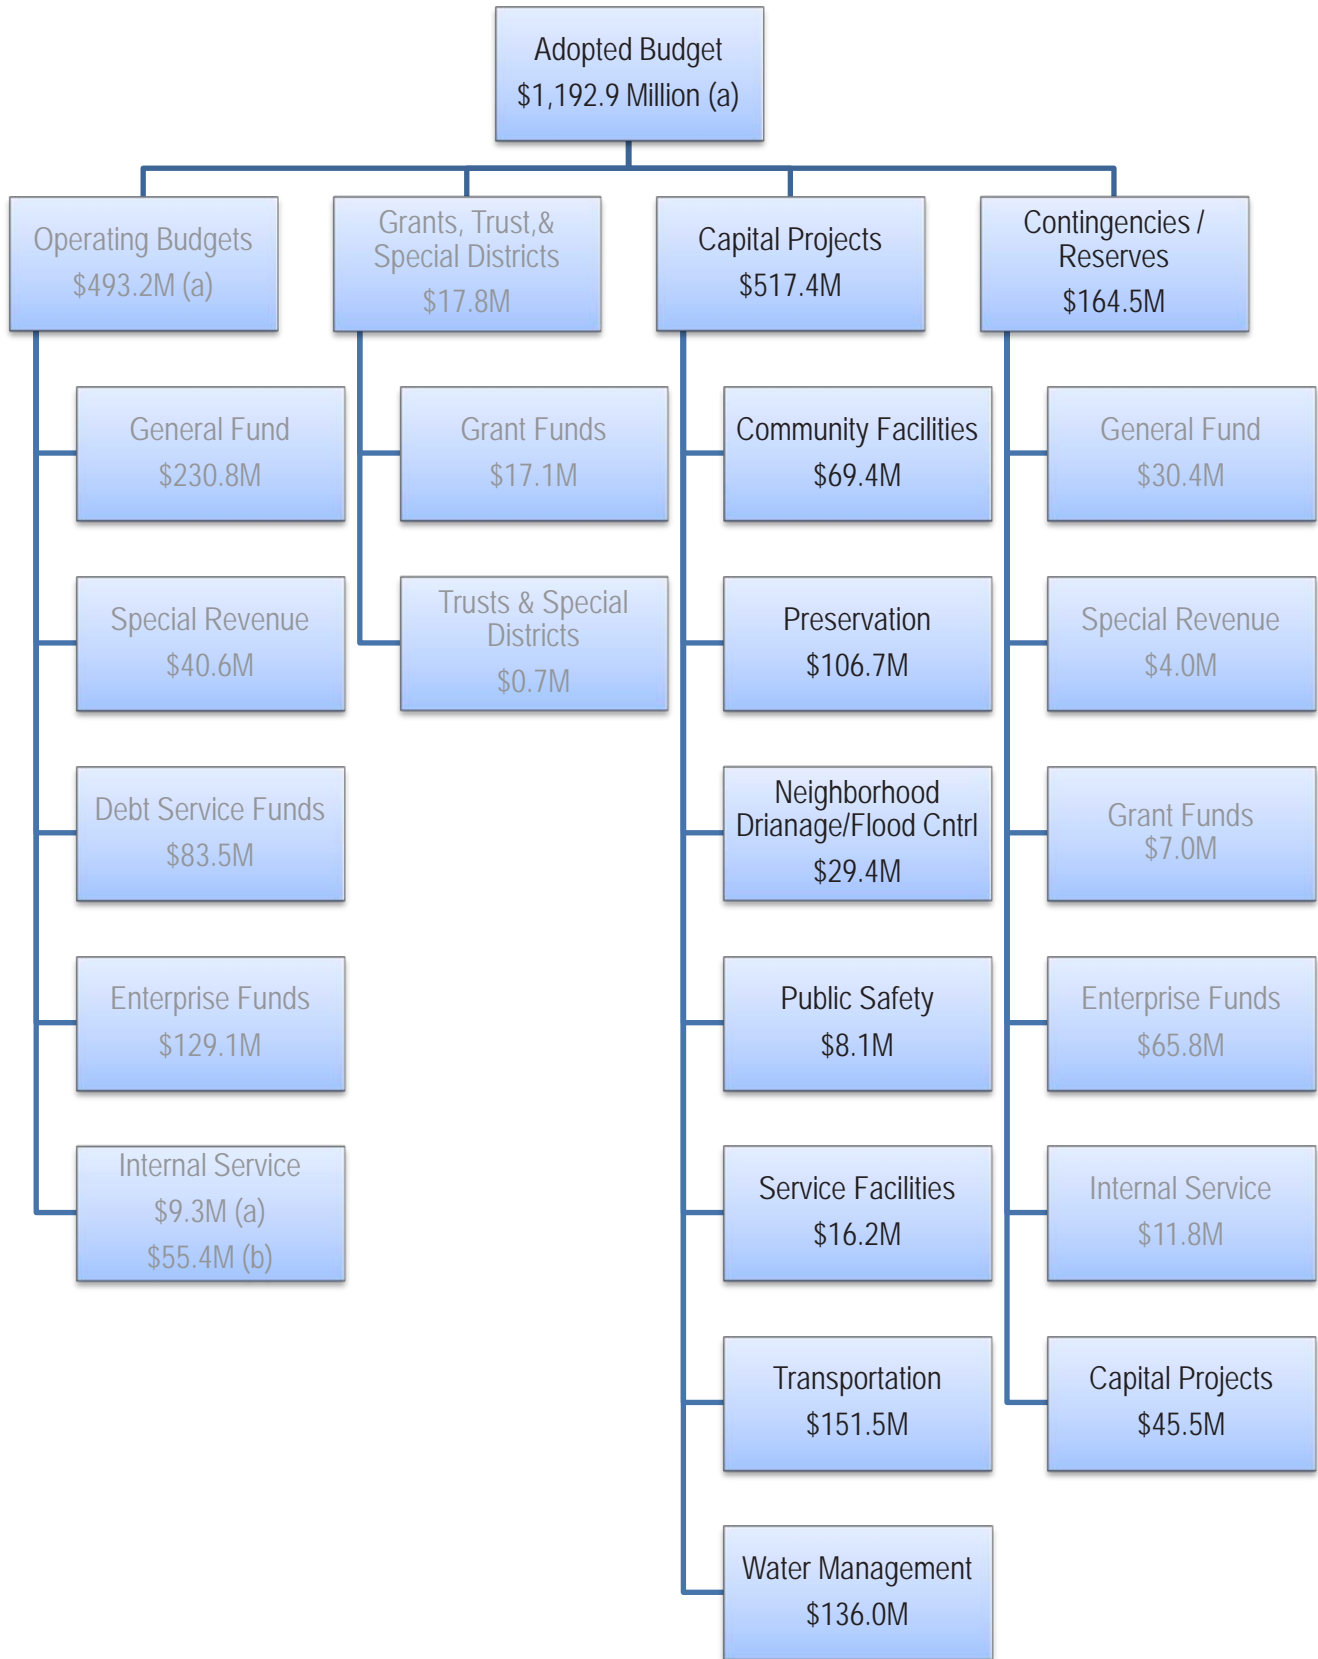 Adopted Budget
$1,192.9 Million (a)
Operating Budgets
$493.2M (a)
Grants, Trust,&
Special Districts
$17.8M
Capital Projects
$517.4M
Contingencies /
Reserves
$164.5M
General Fund
$230.8M
Special Revenue
$40.6M
Debt Service Funds
$83.5M
Enterprise Funds
$129.1M
Internal Service
$9.3M (a)
$55.4M (b)
Grant Funds
$17.1M
Trusts & Special
Districts
$0.7M
Community Facilities
$69.4M
Preservation
$106.7M
Neighborhood
Drianage/Flood Cntrl
$29.4M
Public Safety
$8.1M
Service Facilities
$16.2M
Transportation
$151.5M
Water Management
$136.0M
General Fund
$30.4M
Special Revenue
$4.0M
Grant Funds
$7.0M
Enterprise Funds
$65.8M
Internal Service
$11.8M
Capital Projects
$45.5M